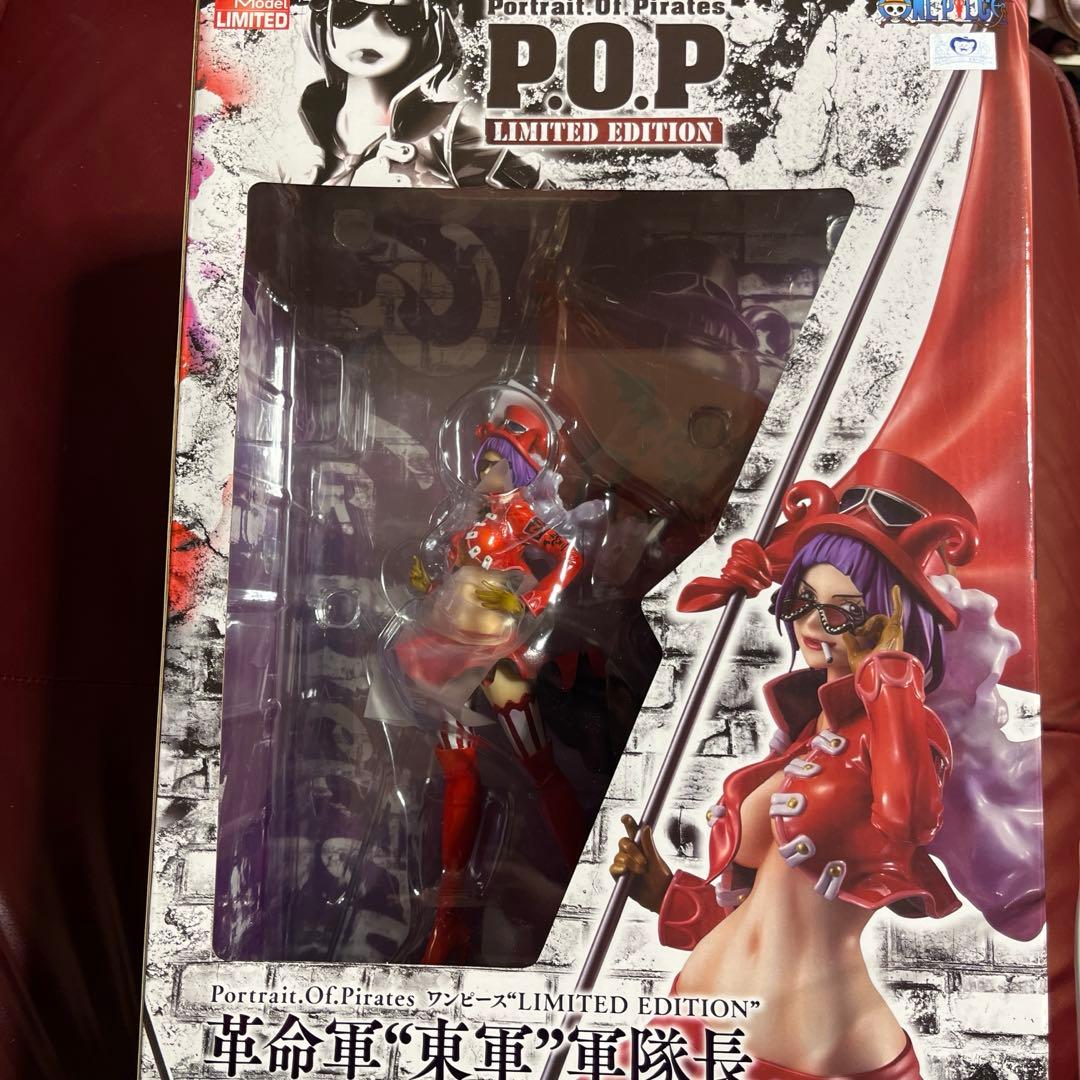 Model
LIMITED
Portrait.Of.Pirates
P.O.P
LIMITED EDITION
ONE PIECE
Portrait.Of.Pirates ワンピース“LIMITED EDITION”
革命軍“東軍”軍隊長